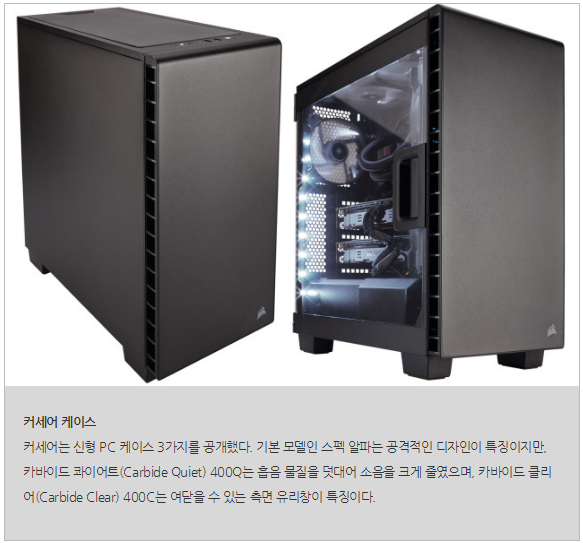 커세어 케이스
커세어는 신형 PC 케이스 3가지를 공개했다. 기본 모델인 스펙 알파는 공격적인 디자인이 특징이지만,
카바이드 콰이어트(Carbide Quiet) 400Q는 흡음 물질을 덧대어 소음을 크게 줄였으며, 카바이드 클리
어(Carbide Clear) 400C는 여닫을 수 있는 측면 유리창이 특징이다.